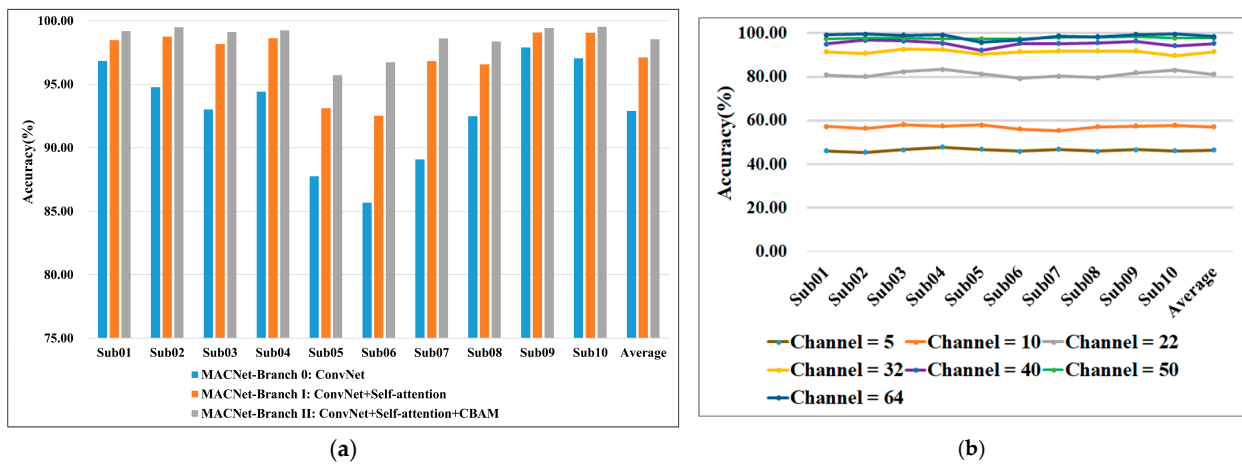 100.00
95.00
90.00
85.00
80.00
75.00
Accuracy(%)
Sub01 Sub02 Sub03 Sub04 Sub05 Sub06 Sub07 Sub08 Sub09 Sub10 Average
MACNet-Branch 0: ConvNet
MACNet-Branch I: ConvNet+Self-attention
MACNet-Branch II: ConvNet+Self-attention+CBAM
(a)
100.00
80.00
60.00
40.00
20.00
0.00
Accuracy(%)
Sub01 Sub02 Sub03 Sub04 Sub05 Sub06 Sub07 Sub08 Sub09 Sub10 Average
Channel = 5 Channel = 10 Channel = 22
Channel = 32 Channel = 40 Channel = 50
Channel = 64
(b)